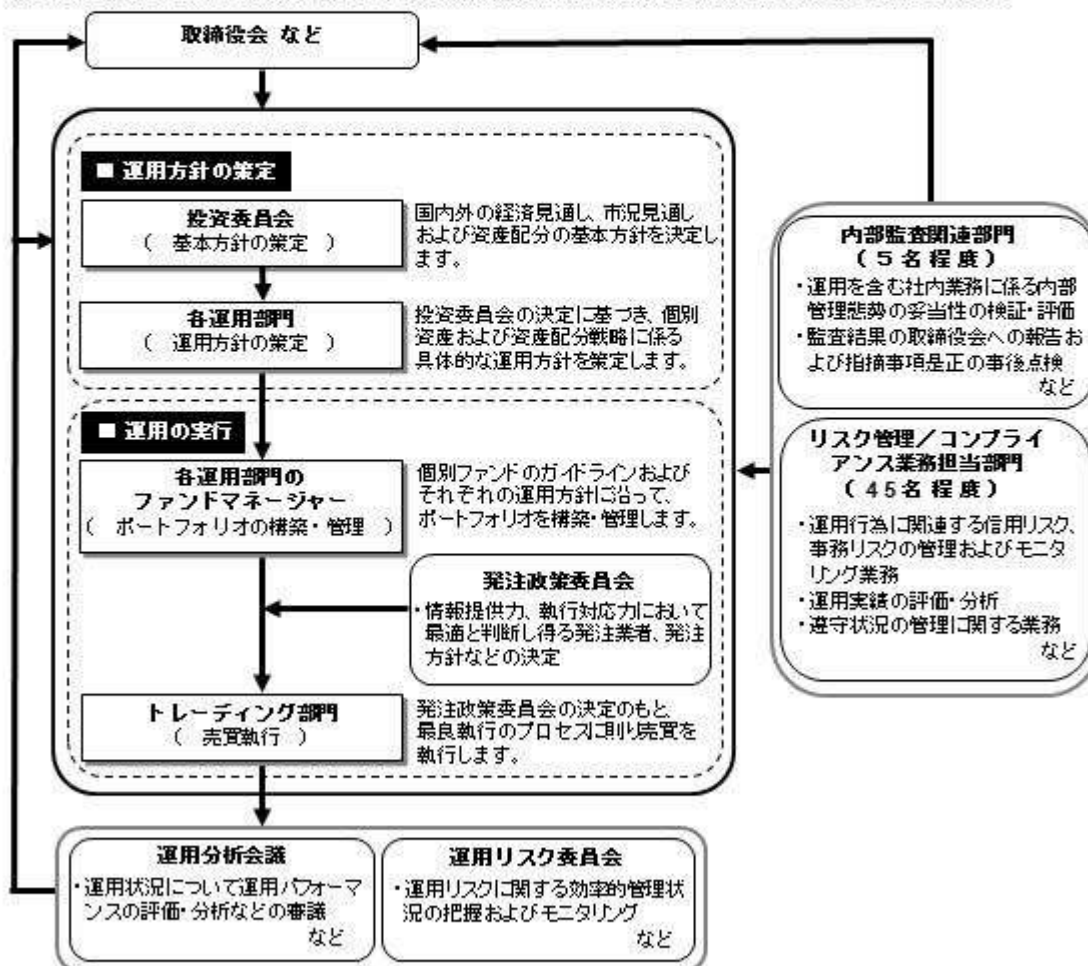 取締役会 など
■ 運用方針の策定
投資委員会
（ 基本方針の策定 ）
国内外の経済見通し、市況見通し
および資産配分の基本方針を決定し
ます。
各運用部門
（ 運用方針の策定 ）
投資委員会の決定に基づき、個別
資産および資産配分戦略に係る
具体的な運用方針を策定します。
■ 運用の実行
各運用部門の
ファンドマネージャー
（ ポートフォリオの構築・管理 ）
個別ファンドのガイドラインおよび
それぞれの運用方針に沿って、
ポートフォリオを構築・管理します。
発注政策委員会
・情報提供力、執行対応力において
最適と判断し得る発注業者、発注
方針などの決定
トレーディング部門
（ 売買執行 ）
発注政策委員会の決定のもと、
最良執行のプロセスに則り売買を
執行します。
運用分析会議
・運用状況について運用パフォーマ
ンスの評価・分析などの審議
など
運用リスク委員会
・運用リスクに関する効率的管理状
況の把握およびモニタリング
など
内部監査関連部門
（５名程度）
・運用を含む社内業務に係る内部
管理態勢の妥当性の検証・評価
・監査結果の取締役会への報告お
よび指摘事項是正の事後点検
など
リスク管理／コンプライ
アンス業務担当部門
（45名程度）
・運用行為に関連する信用リスク、
事務リスクの管理およびモニタ
リング業務
・運用実績の評価・分析
・遵守状況の管理に関する業務
など